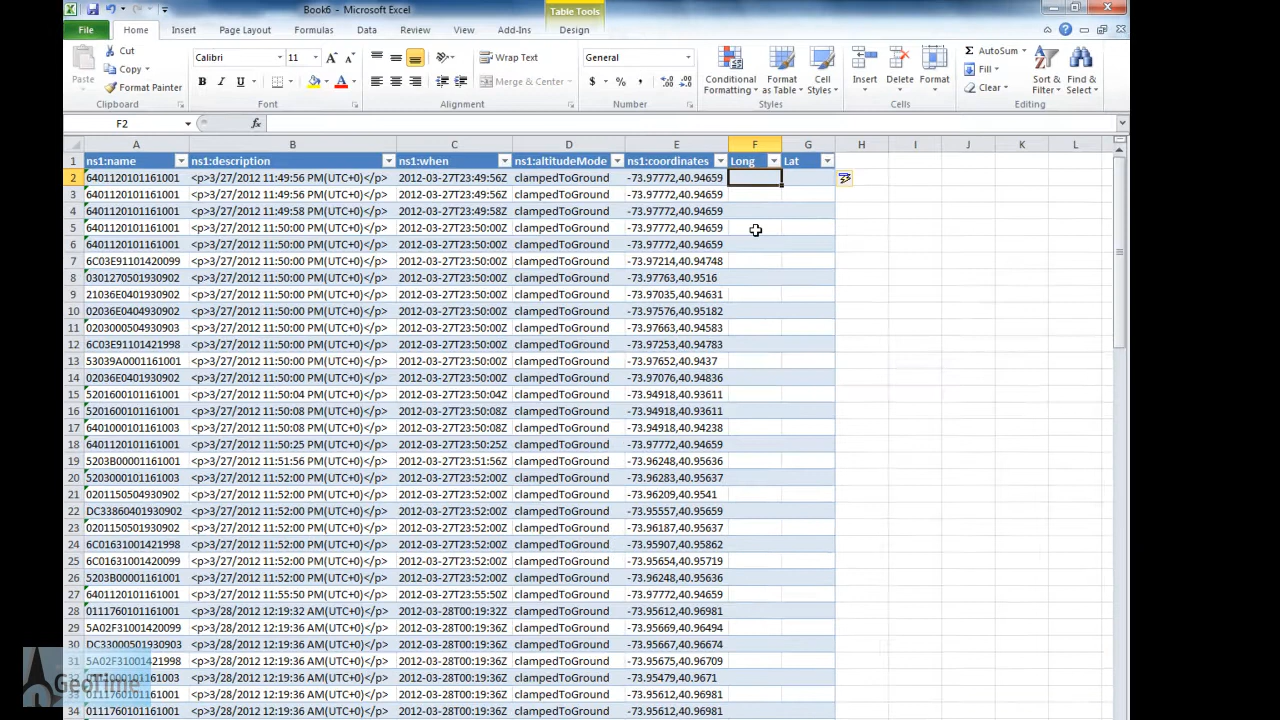 Book6 - Microsoft Excel
Table Tools
File Home Insert Page Layout Formulas Data Review View Add-Ins Design
Paste
Cut
Copy
Format Painter
Clipboard
Calibri 11
B I U A
Font
Wrap Text
Merge & Center
Alignment
General
$ % ,
Number
Conditional Formatting
Format as Table
Cell Styles
Styles
Insert Delete Format
Cells
Σ AutoSum
Fill
Clear
Sort & Filter
Find & Select
Editing
F2 fx
A B C D E F G H I J K L
1 ns1:name ns1:description ns1:when ns1:altitudeMode ns1:coordinates Long Lat
2 6401120101161001 <p>3/27/2012 11:49:56 PM(UTC+0)</p> 2012-03-27T23:49:56Z clampedToGround -73.97772,40.94659
3 6401120101161001 <p>3/27/2012 11:49:56 PM(UTC+0)</p> 2012-03-27T23:49:56Z clampedToGround -73.97772,40.94659
4 6401120101161001 <p>3/27/2012 11:49:58 PM(UTC+0)</p> 2012-03-27T23:49:58Z clampedToGround -73.97772,40.94659
5 6401120101161001 <p>3/27/2012 11:50:00 PM(UTC+0)</p> 2012-03-27T23:50:00Z clampedToGround -73.97772,40.94659
6 6401120101161001 <p>3/27/2012 11:50:00 PM(UTC+0)</p> 2012-03-27T23:50:00Z clampedToGround -73.97772,40.94659
7 6C03E91101420099 <p>3/27/2012 11:50:00 PM(UTC+0)</p> 2012-03-27T23:50:00Z clampedToGround -73.97214,40.94748
8 0301270501930902 <p>3/27/2012 11:50:00 PM(UTC+0)</p> 2012-03-27T23:50:00Z clampedToGround -73.97763,40.9516
9 21036E0401930902 <p>3/27/2012 11:50:00 PM(UTC+0)</p> 2012-03-27T23:50:00Z clampedToGround -73.97035,40.94631
10 02036E0401930902 <p>3/27/2012 11:50:00 PM(UTC+0)</p> 2012-03-27T23:50:00Z clampedToGround -73.97576,40.95182
11 0203000504930903 <p>3/27/2012 11:50:00 PM(UTC+0)</p> 2012-03-27T23:50:00Z clampedToGround -73.97663,40.94583
12 6C03E91101421998 <p>3/27/2012 11:50:00 PM(UTC+0)</p> 2012-03-27T23:50:00Z clampedToGround -73.97253,40.94783
13 53039A0001161001 <p>3/27/2012 11:50:00 PM(UTC+0)</p> 2012-03-27T23:50:00Z clampedToGround -73.97652,40.9437
14 02036E0401930902 <p>3/27/2012 11:50:00 PM(UTC+0)</p> 2012-03-27T23:50:00Z clampedToGround -73.97076,40.94836
15 5201600101161001 <p>3/27/2012 11:50:04 PM(UTC+0)</p> 2012-03-27T23:50:04Z clampedToGround -73.94918,40.93611
16 5201600101161001 <p>3/27/2012 11:50:08 PM(UTC+0)</p> 2012-03-27T23:50:08Z clampedToGround -73.94918,40.93611
17 6401000101161003 <p>3/27/2012 11:50:08 PM(UTC+0)</p> 2012-03-27T23:50:08Z clampedToGround -73.94918,40.94238
18 6401120101161001 <p>3/27/2012 11:50:25 PM(UTC+0)</p> 2012-03-27T23:50:25Z clampedToGround -73.97772,40.94659
19 5203B00001161001 <p>3/27/2012 11:51:56 PM(UTC+0)</p> 2012-03-27T23:51:56Z clampedToGround -73.96248,40.95636
20 5203000101161003 <p>3/27/2012 11:52:00 PM(UTC+0)</p> 2012-03-27T23:52:00Z clampedToGround -73.96283,40.95637
21 0201150504930902 <p>3/27/2012 11:52:00 PM(UTC+0)</p> 2012-03-27T23:52:00Z clampedToGround -73.96209,40.9541
22 DC33860401930902 <p>3/27/2012 11:52:00 PM(UTC+0)</p> 2012-03-27T23:52:00Z clampedToGround -73.95557,40.95659
23 0201150501930902 <p>3/27/2012 11:52:00 PM(UTC+0)</p> 2012-03-27T23:52:00Z clampedToGround -73.96187,40.95637
24 6C01631001421998 <p>3/27/2012 11:52:00 PM(UTC+0)</p> 2012-03-27T23:52:00Z clampedToGround -73.95907,40.95862
25 6C01631001420099 <p>3/27/2012 11:52:00 PM(UTC+0)</p> 2012-03-27T23:52:00Z clampedToGround -73.95654,40.95719
26 5203B00001161001 <p>3/27/2012 11:52:00 PM(UTC+0)</p> 2012-03-27T23:52:00Z clampedToGround -73.96248,40.95636
27 6401120101161001 <p>3/27/2012 11:55:50 PM(UTC+0)</p> 2012-03-27T23:55:50Z clampedToGround -73.97772,40.94659
28 0111760101161001 <p>3/28/2012 12:19:32 AM(UTC+0)</p> 2012-03-28T00:19:32Z clampedToGround -73.95612,40.96981
29 5A02F31001420099 <p>3/28/2012 12:19:36 AM(UTC+0)</p> 2012-03-28T00:19:36Z clampedToGround -73.95669,40.96494
30 DC33000501930903 <p>3/28/2012 12:19:36 AM(UTC+0)</p> 2012-03-28T00:19:36Z clampedToGround -73.95667,40.96674
31 5A02F31001421998 <p>3/28/2012 12:19:36 AM(UTC+0)</p> 2012-03-28T00:19:36Z clampedToGround -73.95675,40.96709
32 0111000101161003 <p>3/28/2012 12:19:36 AM(UTC+0)</p> 2012-03-28T00:19:36Z clampedToGround -73.95479,40.9671
33 0111760101161001 <p>3/28/2012 12:19:36 AM(UTC+0)</p> 2012-03-28T00:19:36Z clampedToGround -73.95612,40.96981
34 0111760101161001 <p>3/28/2012 12:19:36 AM(UTC+0)</p> 2012-03-28T00:19:36Z clampedToGround -73.95612,40.96981
GeoTime